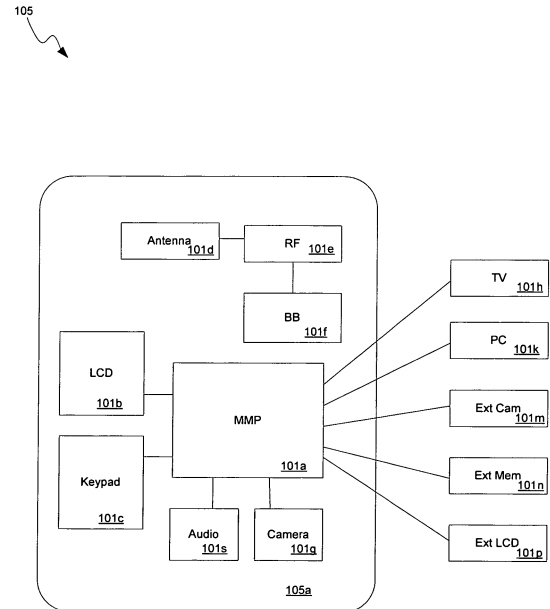 105
Antenna
101d
RF
101e
BB
101f
LCD
101b
MMP
101a
Keypad
101c
Audio
101s
Camera
101g
105a
TV
101h
PC
101k
Ext Cam
101m
Ext Mem
101n
Ext LCD
101p